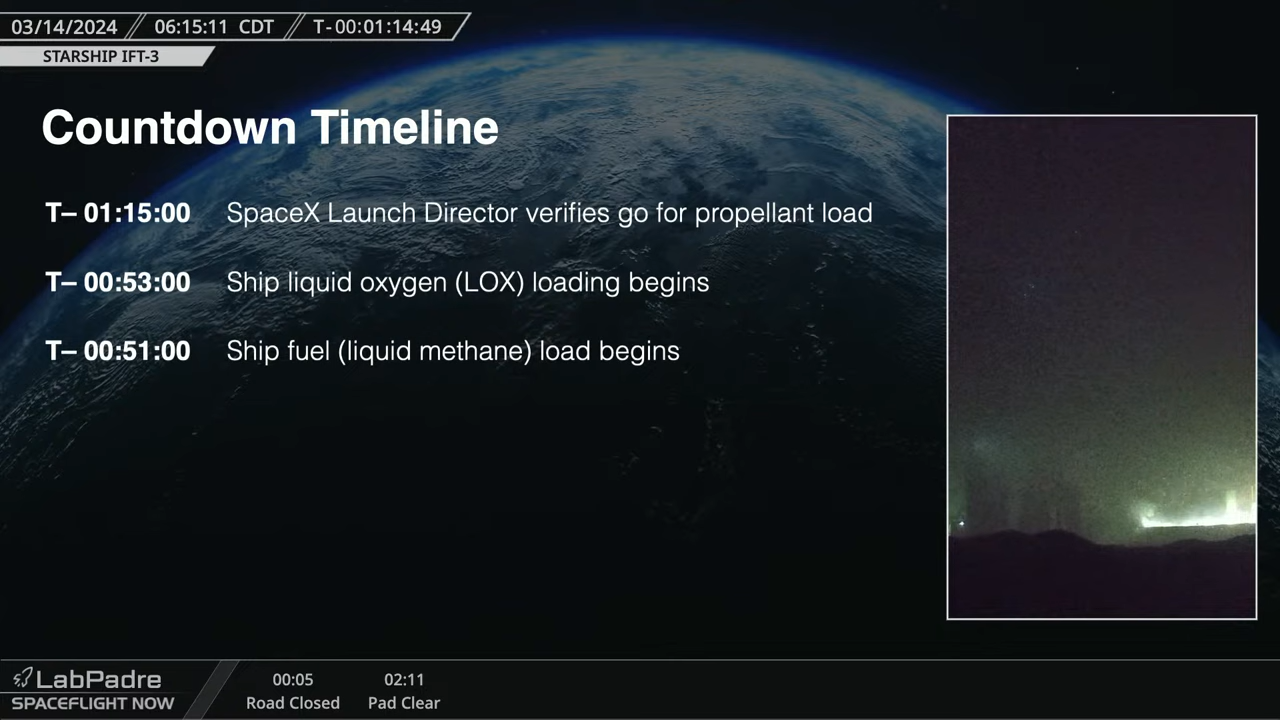 03/14/2024 // 06:15:11 CDT // T-00:01:14:49
STARSHIP IFT-3
Countdown Timeline
T– 01:15:00 SpaceX Launch Director verifies go for propellant load
T– 00:53:00 Ship liquid oxygen (LOX) loading begins
T– 00:51:00 Ship fuel (liquid methane) load begins
LabPadre
SPACEFLIGHT NOW
00:05 02:11
Road Closed Pad Clear